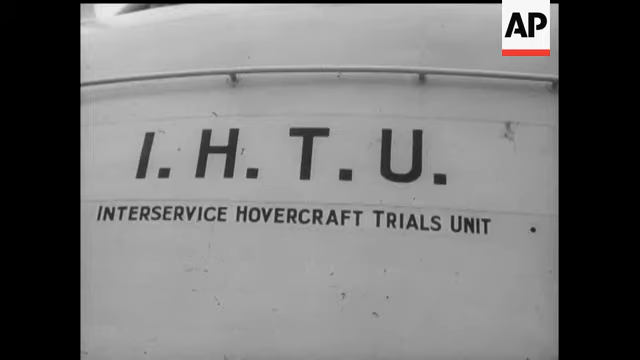 AP
I. H. T. U.
INTERSERVICE HOVERCRAFT TRIALS UNIT